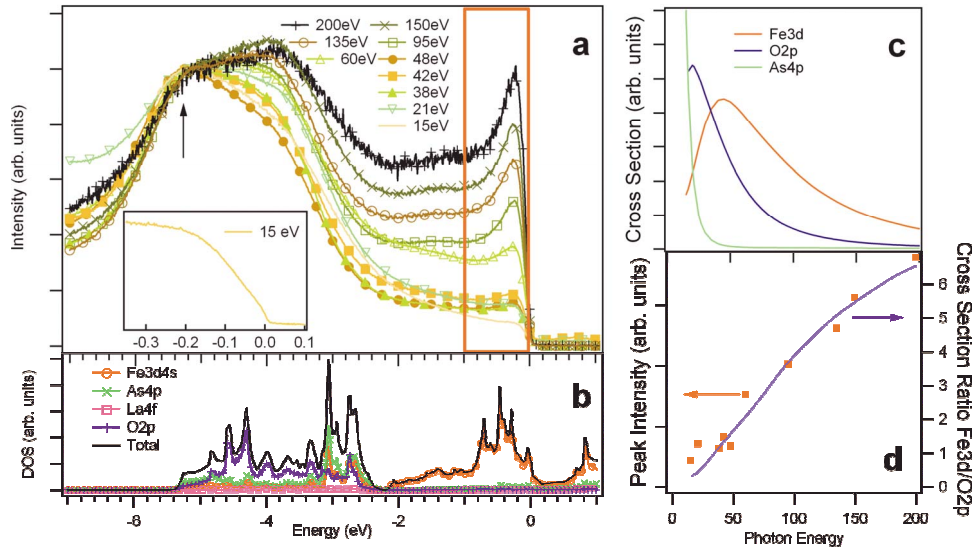 200eV
150eV
135eV
95eV
60eV
48eV
42eV
38eV
21eV
15eV
a
Intensity (arb. units)
15 eV
-0.3 -0.2 -0.1 0.0 0.1
Fe3d4s
As4p
La4f
O2p
Total
b
DOS (arb. units)
-6 -4 -2 0
Energy (eV)
Fe3d
O2p
As4p
c
Cross Section (arb. units)
Peak Intensity (arb. units)
d
Cross Section Ratio Fe3d/O2p
6
5
4
3
2
1
0
0 50 100 150 200
Photon Energy